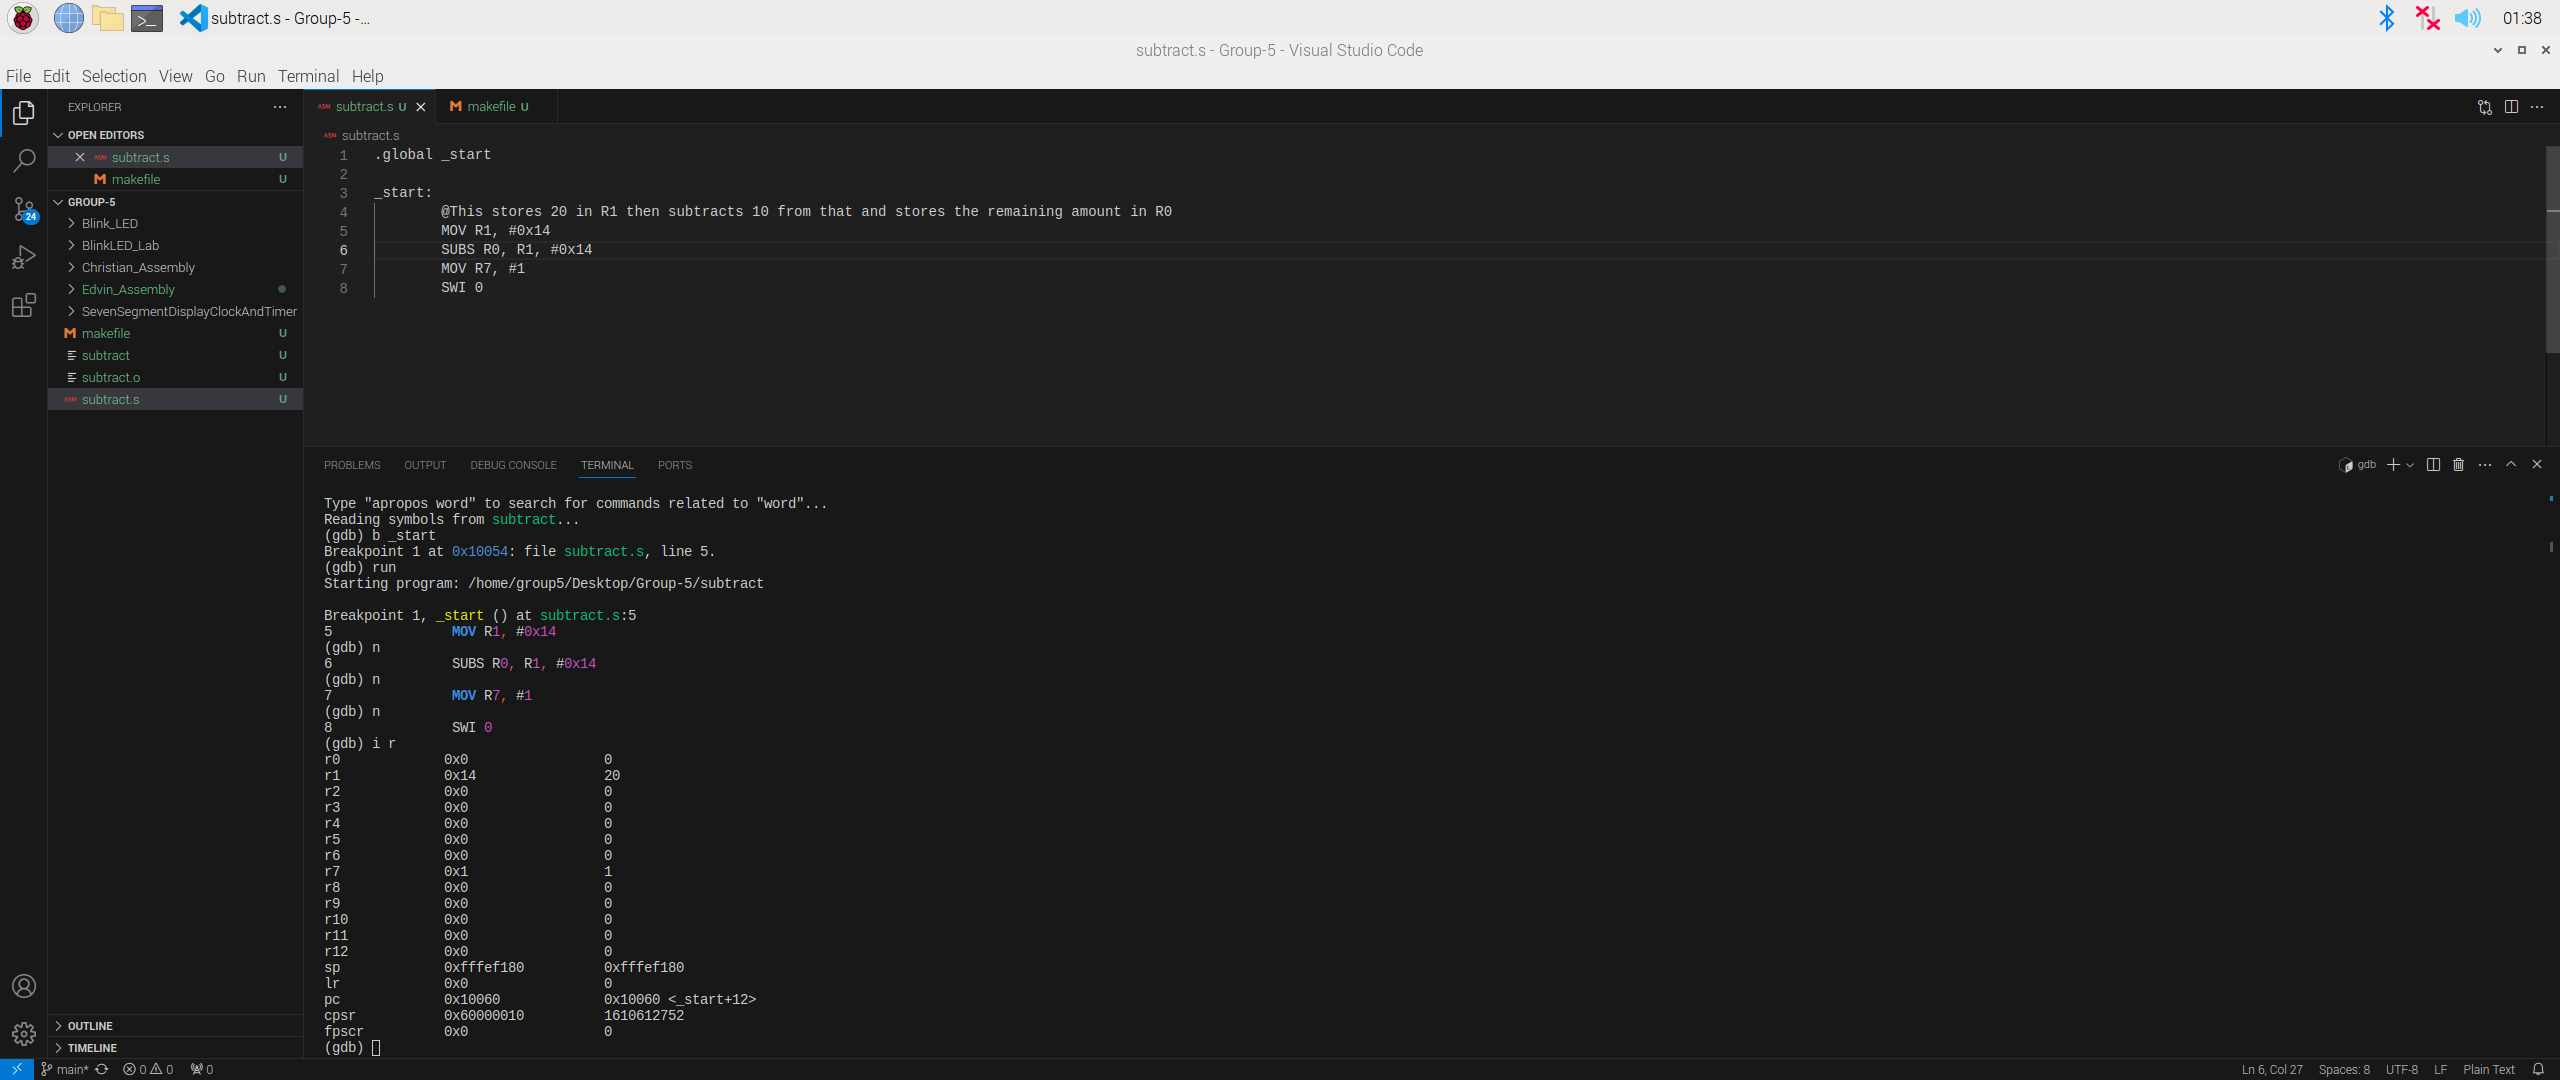 subtract.s - Group-5 -...
01:38
subtract.s - Group-5 - Visual Studio Code
File Edit Selection View Go Run Terminal Help
EXPLORER
OPEN EDITORS
subtract.s U
makefile U
GROUP-5
Blink_LED
BlinkLED_Lab
Christian_Assembly
Edvin_Assembly
SevenSegmentDisplayClockAndTimer
makefile U
subtract U
subtract.o U
subtract.s U
OUTLINE
TIMELINE
24
subtract.s U
makefile U
subtract.s
1 .global _start
2
3 _start:
4 @This stores 20 in R1 then subtracts 10 from that and stores the remaining amount in R0
5 MOV R1, #0x14
6 SUBS R0, R1, #0x14
7 MOV R7, #1
8 SWI 0
PROBLEMS OUTPUT DEBUG CONSOLE TERMINAL PORTS
gdb
Type "apropos word" to search for commands related to "word"...
Reading symbols from subtract...
(gdb) b _start
Breakpoint 1 at 0x10054: file subtract.s, line 5.
(gdb) run
Starting program: /home/group5/Desktop/Group-5/subtract
Breakpoint 1, _start () at subtract.s:5
5 MOV R1, #0x14
(gdb) n
6 SUBS R0, R1, #0x14
(gdb) n
7 MOV R7, #1
(gdb) n
8 SWI 0
(gdb) i r
r0 0x0 0
r1 0x14 20
r2 0x0 0
r3 0x0 0
r4 0x0 0
r5 0x0 0
r6 0x0 0
r7 0x1 1
r8 0x0 0
r9 0x0 0
r10 0x0 0
r11 0x0 0
r12 0x0 0
sp 0xfffef180 0xfffef180
lr 0x0 0
pc 0x10060 0x10060 <_start+12>
cpsr 0x60000010 1610612752
fpscr 0x0 0
(gdb)
main* 0 0 0
Ln 6, Col 27 Spaces: 8 UTF-8 LF Plain Text